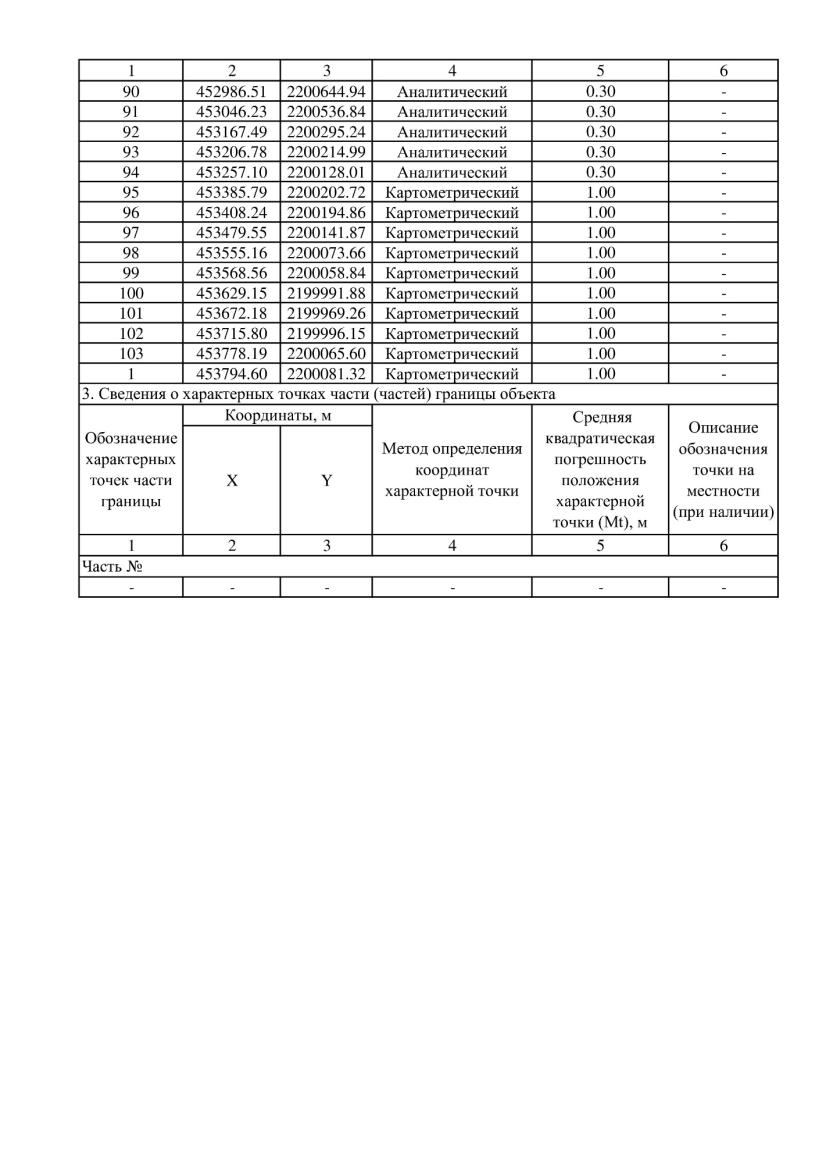 1 2 3 4 5 6
90 452986.51 2200644.94 Аналитический 0.30 -
91 453046.23 2200536.84 Аналитический 0.30 -
92 453167.49 2200295.24 Аналитический 0.30 -
93 453206.78 2200214.99 Аналитический 0.30 -
94 453257.10 2200128.01 Аналитический 0.30 -
95 453385.79 2200202.72 Картометрический 1.00 -
96 453408.24 2200194.86 Картометрический 1.00 -
97 453479.55 2200141.87 Картометрический 1.00 -
98 453555.16 2200073.66 Картометрический 1.00 -
99 453568.56 2200058.84 Картометрический 1.00 -
100 453629.15 2199991.88 Картометрический 1.00 -
101 453672.18 2199969.26 Картометрический 1.00 -
102 453715.80 2199996.15 Картометрический 1.00 -
103 453778.19 2200065.60 Картометрический 1.00 -
1 453794.60 2200081.32 Картометрический 1.00 -
3. Сведения о характерных точках части (частей) границы объекта
Обозначение
характерных
точек части
границы
Координаты, м
X Y
Метод определения
координат
характерной точки
Средняя
квадратическая
погрешность
положения
характерной
точки (Mt), м
Описание
обозначения
точки на
местности
(при наличии)
1 2 3 4 5 6
Часть №
- - - - - -